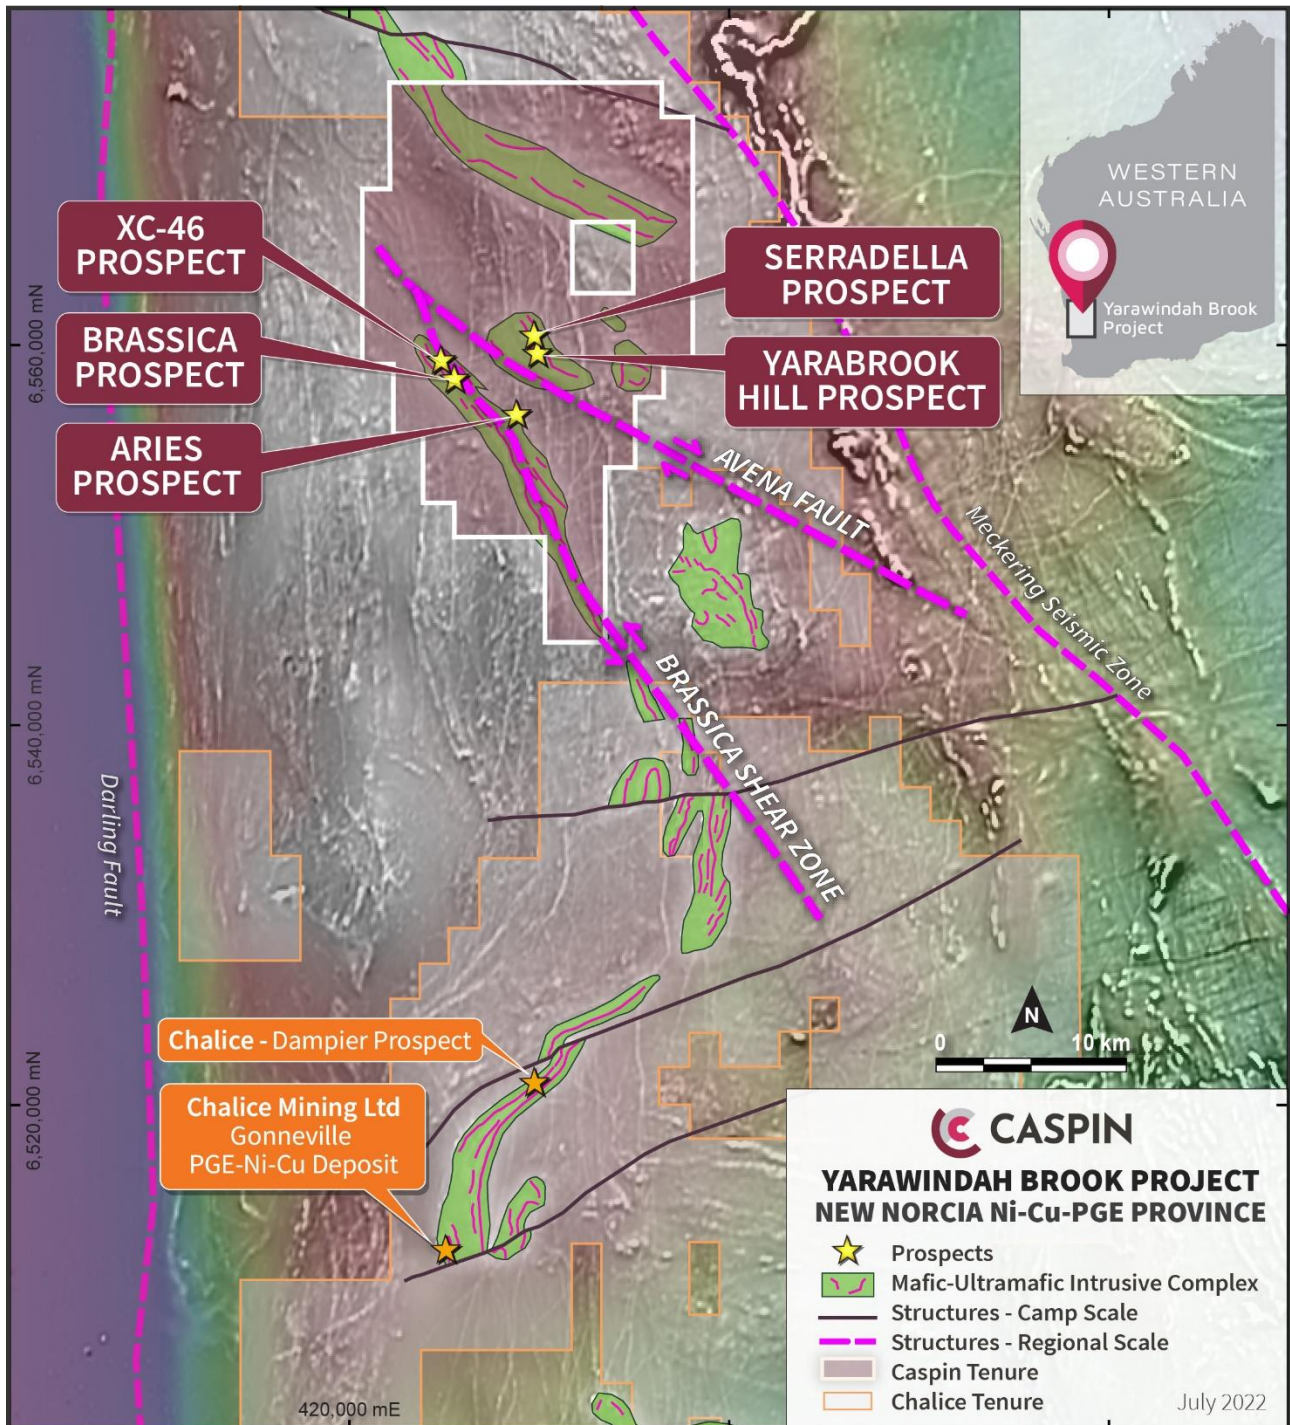 WESTERN
AUSTRALIA
Yarawindah Brook
Project
XC-46
PROSPECT
SERRADELLA
PROSPECT
BRASSICA
PROSPECT
YARABROOK
HILL PROSPECT
ARIES
PROSPECT
6,560,000 mN
AVENA FAULT
Meckering Seismic Zone
BRASSICA SHEAR ZONE
6,540,000 mN
Darling Fault
N
0 10 km
Chalice - Dampier Prospect
Chalice Mining Ltd
Gonneville
PGE-Ni-Cu Deposit
6,520,000 mN
CASPIN
YARAWINDAH BROOK PROJECT
NEW NORCIA Ni-Cu-PGE PROVINCE
Prospects
Mafic-Ultramafic Intrusive Complex
Structures - Camp Scale
Structures - Regional Scale
Caspin Tenure
Chalice Tenure
July 2022
420,000 mE